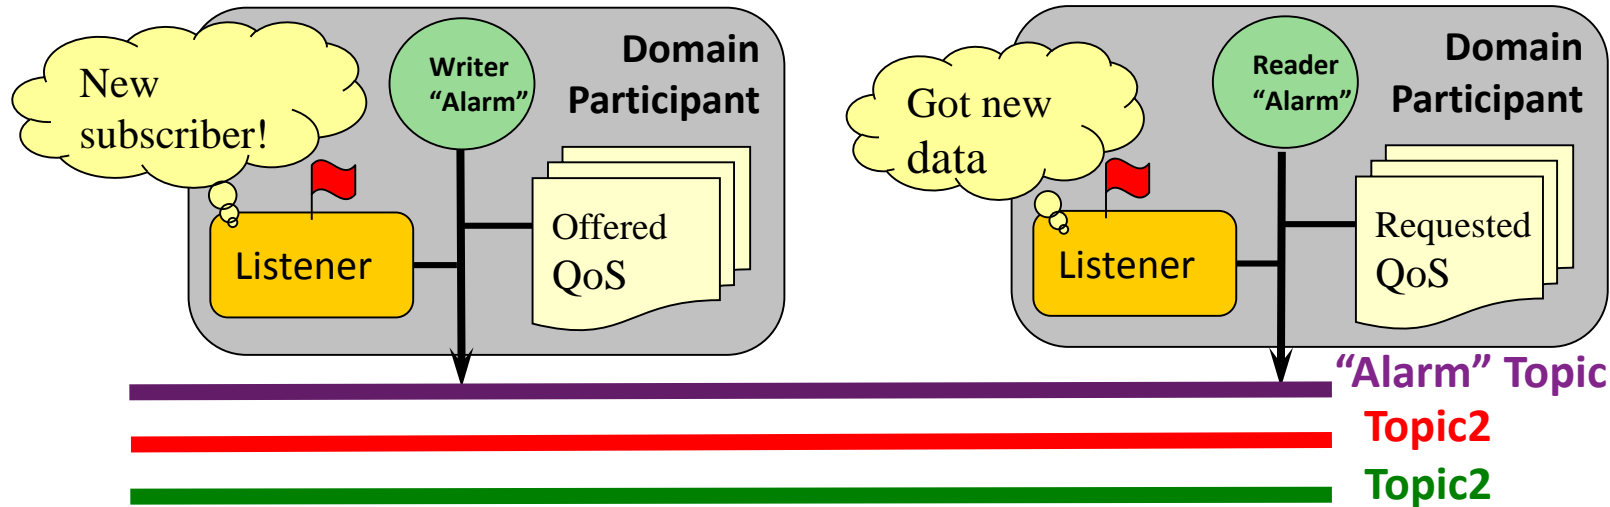 New
subscriber!
Writer
“Alarm”
Domain
Participant
Listener
Offered
QoS
Got new
data
Reader
“Alarm”
Domain
Participant
Listener
Requested
QoS
“Alarm” Topic
Topic2
Topic2